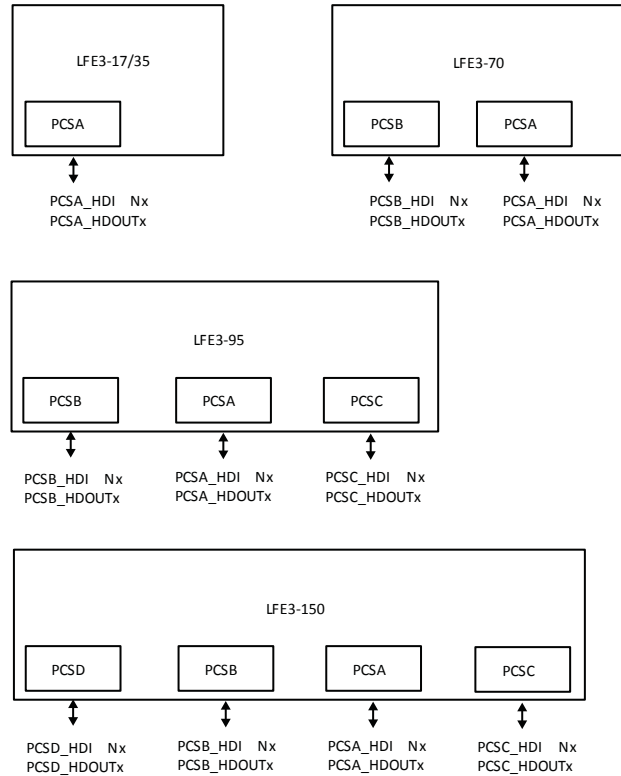 LFE3-17/35
PCSA
PCSA_HDI Nx
PCSA_HDOUTx
LFE3-70
PCSB PCSA
PCSB_HDI Nx PCSA_HDI Nx
PCSB_HDOUTx PCSA_HDOUTx
LFE3-95
PCSB PCSA PCSC
PCSB_HDI Nx PCSA_HDI Nx PCSC_HDI Nx
PCSB_HDOUTx PCSA_HDOUTx PCSC_HDOUTx
LFE3-150
PCSD PCSB PCSA PCSC
PCSD_HDI Nx PCSB_HDI Nx PCSA_HDI Nx PCSC_HDI Nx
PCSD_HDOUTx PCSB_HDOUTx PCSA_HDOUTx PCSC_HDOUTx